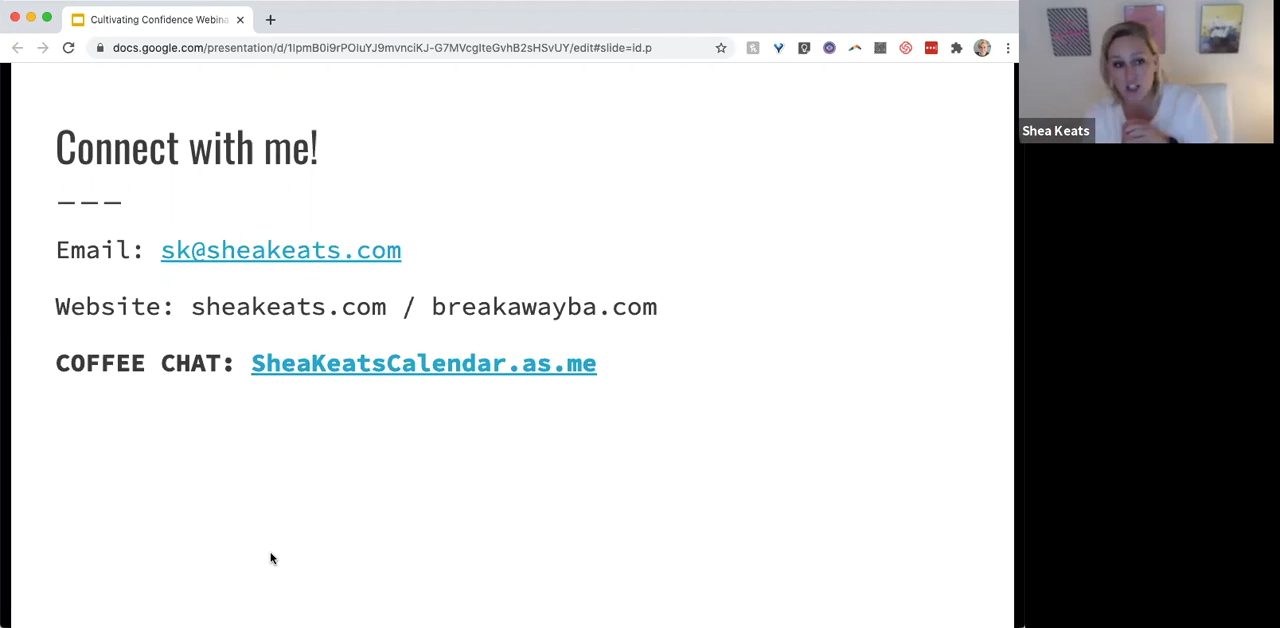 Cultivating Confidence Webina
docs.google.com/presentation/d/1lpmB0i9rPOIuYJ9mvnciKJ-G7MVcgIteGvhB2sHSvUY/edit#slide=id.p
Shea Keats
Connect with me!
Email: sk@sheakeats.com
Website: sheakeats.com / breakawayba.com
COFFEE CHAT: SheaKeatsCalendar.as.me